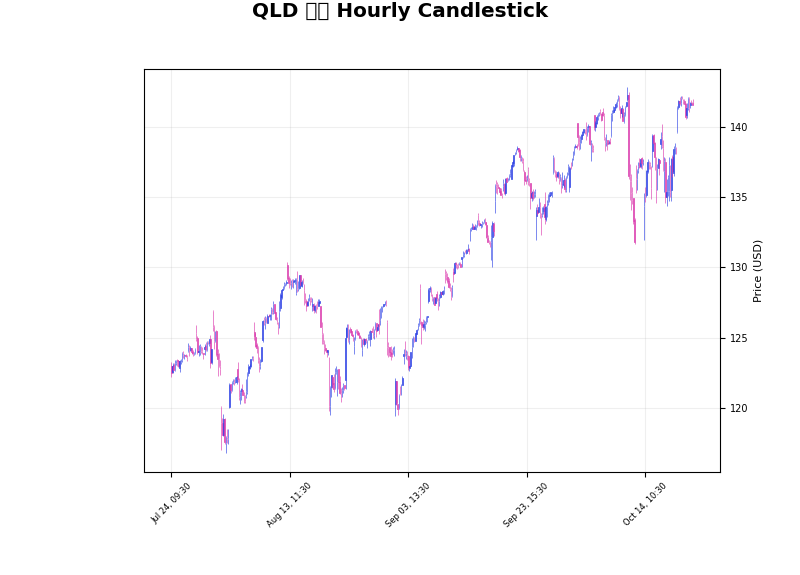 QLD Hourly Candlestick
140
135
130
125
120
Price (USD)
Jul 24, 09:30
Aug 13, 11:30
Sep 03, 13:30
Sep 23, 15:30
Oct 14, 10:30